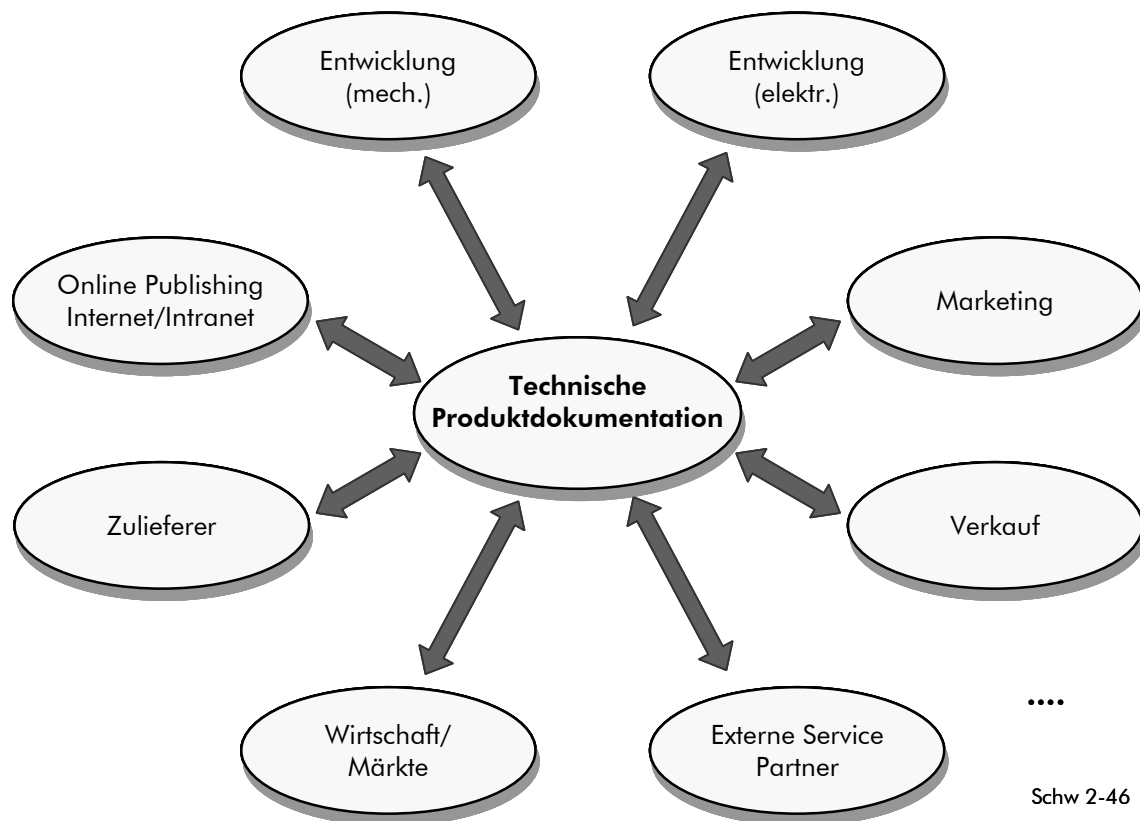 Entwicklung
(mech.)
Entwicklung
(elektr.)
Online Publishing
Internet/Intranet
Marketing
Technische
Produktdokumentation
Zulieferer
Verkauf
Wirtschaft/
Märkte
Externe Service
Partner
....
Schw 2-46